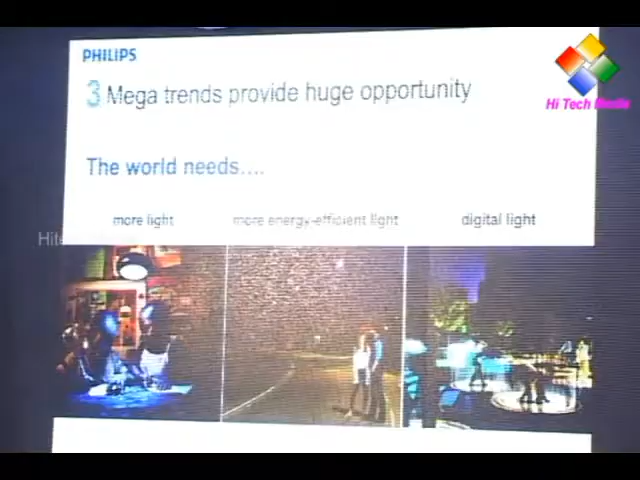 PHILIPS
3 Mega trends provide huge opportunity
Hi Tech Media
The world needs....
more light
more energy-efficient light
digital light